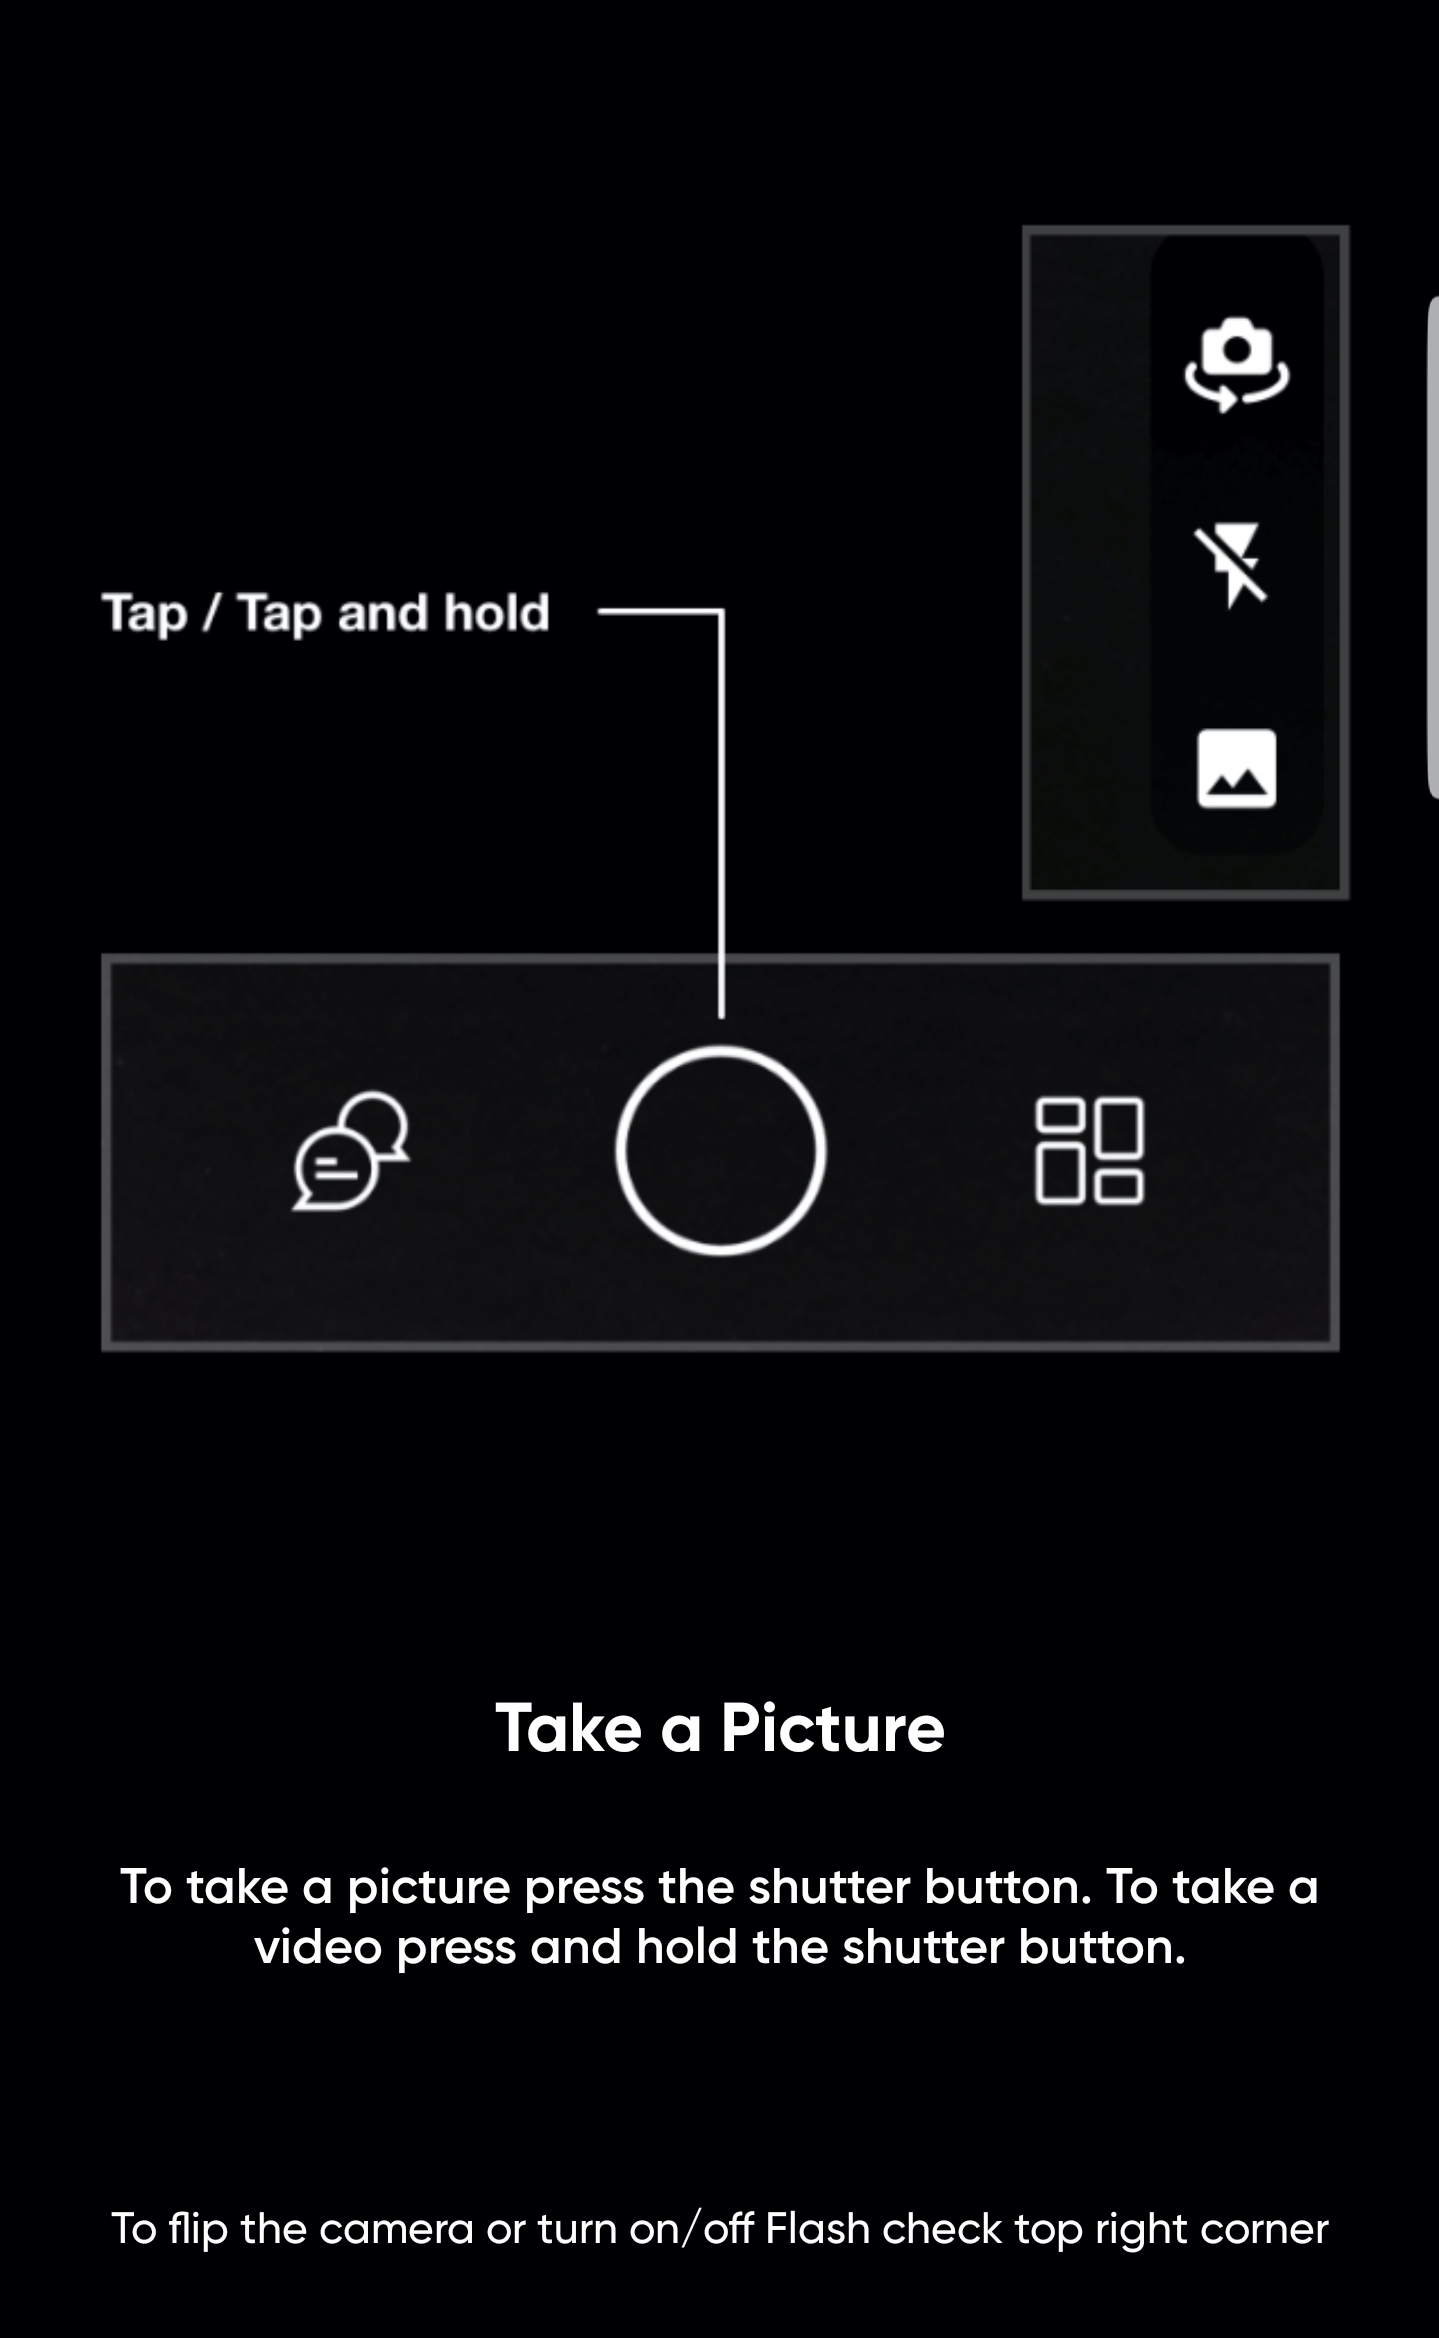 Tap / Tap and hold
Take a Picture
To take a picture press the shutter button. To take a
video press and hold the shutter button.
To flip the camera or turn on/off Flash check top right corner